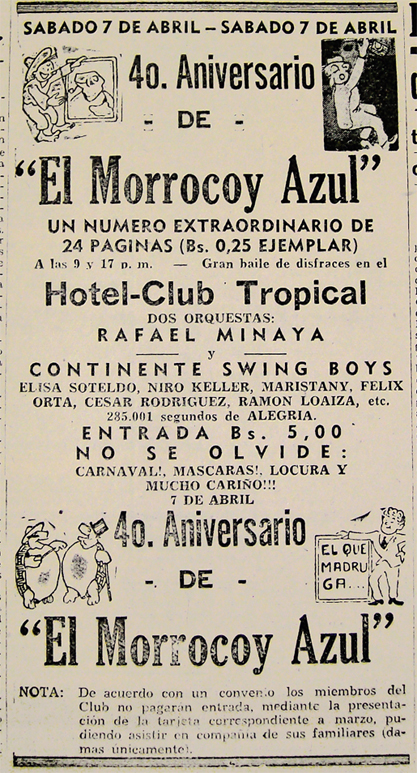 SABADO 7 DE ABRIL – SABADO 7 DE ABRIL
4o. Aniversario
- DE -
"El Morrocoy Azul"
UN NUMERO EXTRAORDINARIO DE
24 PAGINAS (Bs. 0,25 EJEMPLAR)
A las 9 y 17 p. m. — Gran baile de disfraces en el
Hotel-Club Tropical
DOS ORQUESTAS:
RAFAEL MINAYA
y
CONTINENTE SWING BOYS
ELISA SOTELDO, NIRO KELLER, MARISTANY, FELIX
ORTA, CESAR RODRIGUEZ, RAMON LOAIZA, etc.
285.001 segundos de ALEGRIA.
ENTRADA Bs. 5,00
NO SE OLVIDE:
CARNAVAL!, MASCARAS!, LOCURA Y
MUCHO CARIÑO!!!
7 DE ABRIL
4o. Aniversario
- DE -
EL QUE
MADRU
GA...
"El Morrocoy Azul"
NOTA: De acuerdo con un convenio los miembros del
Club no pagarán entrada, mediante la presenta-
ción de la tarjeta correspondiente a marzo, pu-
diendo asistir en compañía de sus familiares (da-
mas únicamente).